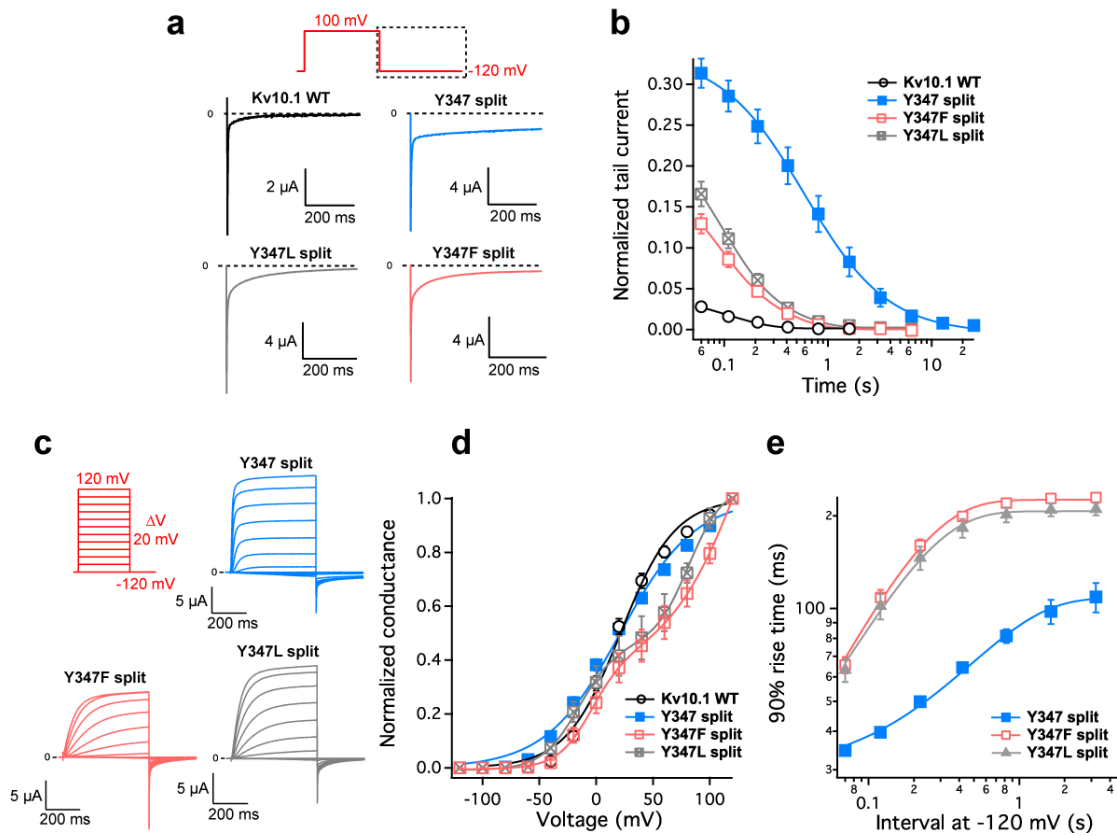 a
100 mV
-120 mV
Kv10.1 WT
0
2 µA
200 ms
Y347 split
0
4 µA
200 ms
Y347L split
0
4 µA
200 ms
Y347F split
0
4 µA
200 ms
b
Normalized tail current
0.30
0.25
0.20
0.15
0.10
0.05
0.00
Kv10.1 WT
Y347 split
Y347F split
Y347L split
6 0.1 2 4 6 1 2 4 6 10 2
Time (s)
c
120 mV
ΔV
20 mV
-120 mV
Y347 split
0
5 µA
200 ms
Y347F split
0
5 µA
200 ms
Y347L split
0
5 µA
200 ms
d
Normalized conductance
1.0
0.8
0.6
0.4
0.2
0.0
Kv10.1 WT
Y347 split
Y347F split
Y347L split
-100 -50 0 50 100
Voltage (mV)
e
90% rise time (ms)
2
100
9
8
7
6
5
4
3
Y347 split
Y347F split
Y347L split
8 0.1 2 4 6 8 1 2 4
Interval at -120 mV (s)